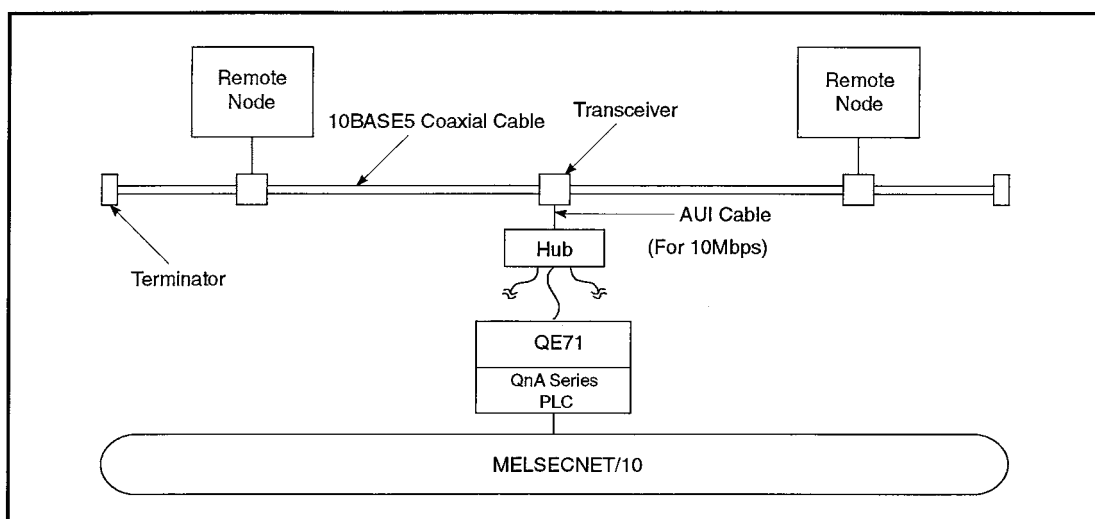 Remote
Node
Remote
Node
Transceiver
10BASE5 Coaxial Cable
AUI Cable
(For 10Mbps)
Hub
Terminator
QE71
QnA Series
PLC
MELSECNET/10